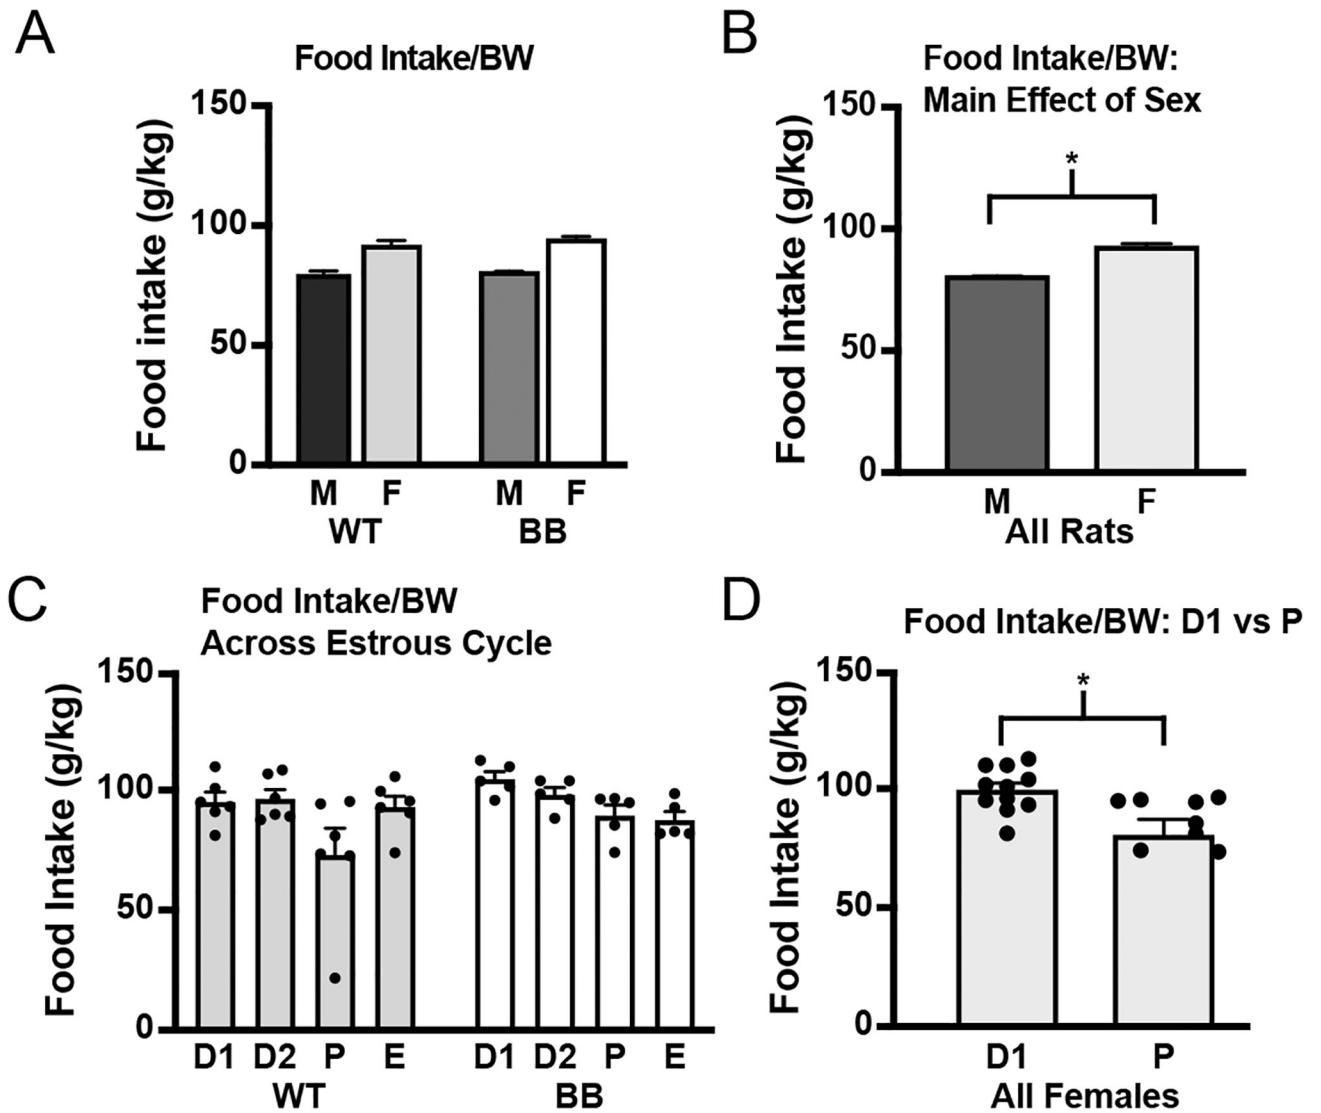 A
Food Intake/BW
Food intake (g/kg)
150
100
50
0
M F M F
WT BB
B
Food Intake/BW:
Main Effect of Sex
Food Intake (g/kg)
150
100
50
0
*
M F
All Rats
C
Food Intake/BW
Across Estrous Cycle
Food Intake (g/kg)
150
100
50
0
D1 D2 P E D1 D2 P E
WT BB
D
Food Intake/BW: D1 vs P
Food Intake (g/kg)
150
100
50
0
*
D1 P
All Females